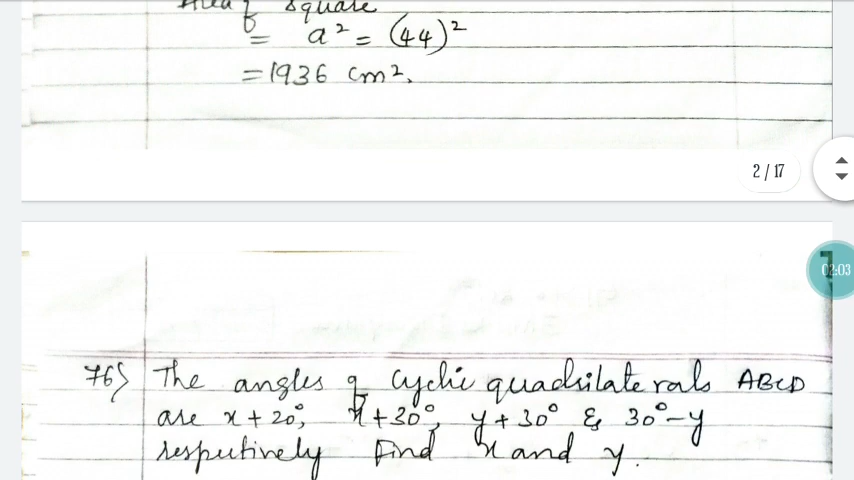 Area of square
= a² = (44)²
= 1936 cm².
2 / 17
02:03
76) The angles of cyclic quadrilaterals ABCD
are x + 20°, x + 30°, y + 30° & 30° - y
respectively Find x and y.